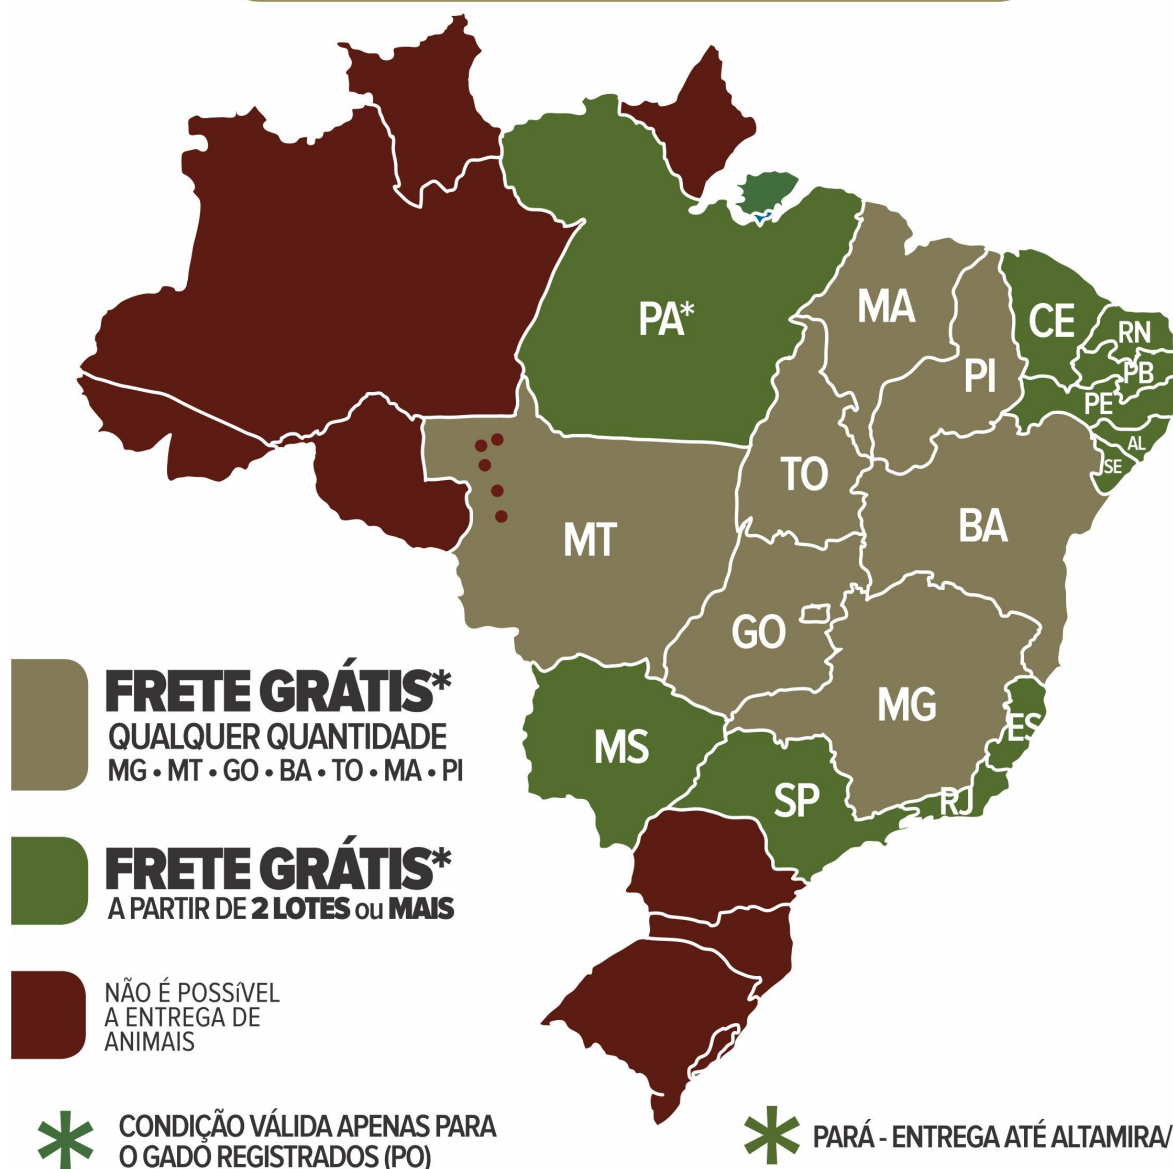 PA*
MA
PI
CE
RN
PB
PE
AL
SE
TO
BA
MT
GO
MG
ES
MS
SP
RJ
FRETE GRÁTIS*
QUALQUER QUANTIDADE
MG • MT • GO • BA • TO • MA • PI
FRETE GRÁTIS*
A PARTIR DE 2 LOTES ou MAIS
NÃO É POSSíVEL
A ENTREGA DE
ANIMAIS
* CONDIÇÃO VÁLIDA APENAS PARA
O GADO REGISTRADOS (PO)
* PARÁ - ENTREGA ATÉ ALTAMIRA/